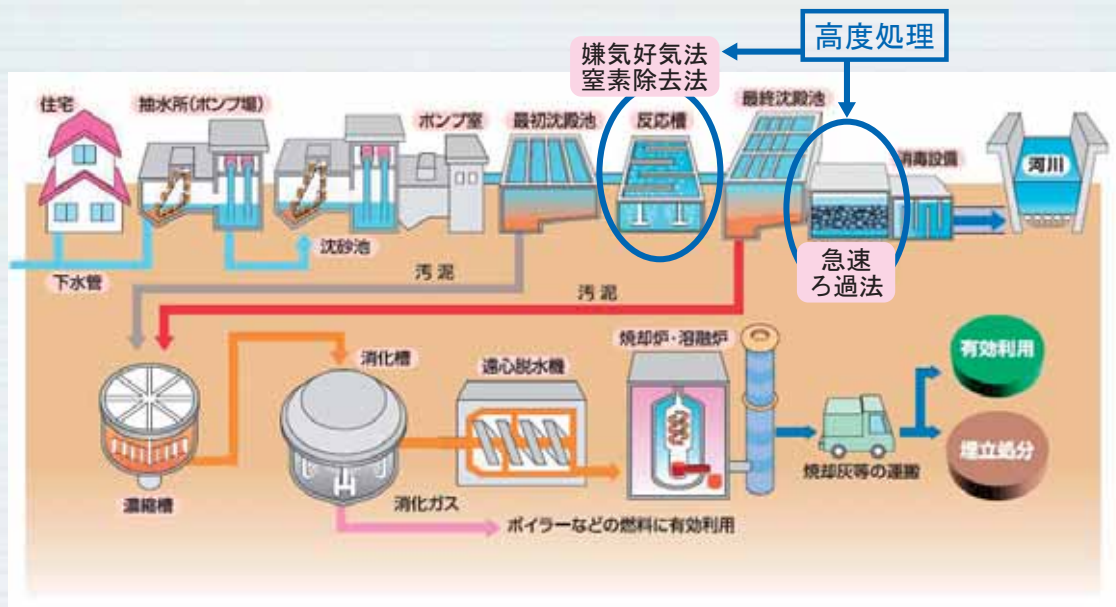 高度処理
嫌気好気法
窒素除去法
住宅
抽水所(ポンプ場)
ポンプ室
最初沈殿池
反応槽
最終沈殿池
消毒設備
河川
沈砂池
下水管
急速
ろ過法
汚泥
汚泥
消化槽
遠心脱水機
焼却炉・溶融炉
有効利用
埋立処分
焼却灰等の運搬
濃縮槽
消化ガス
ボイラーなどの燃料に有効利用